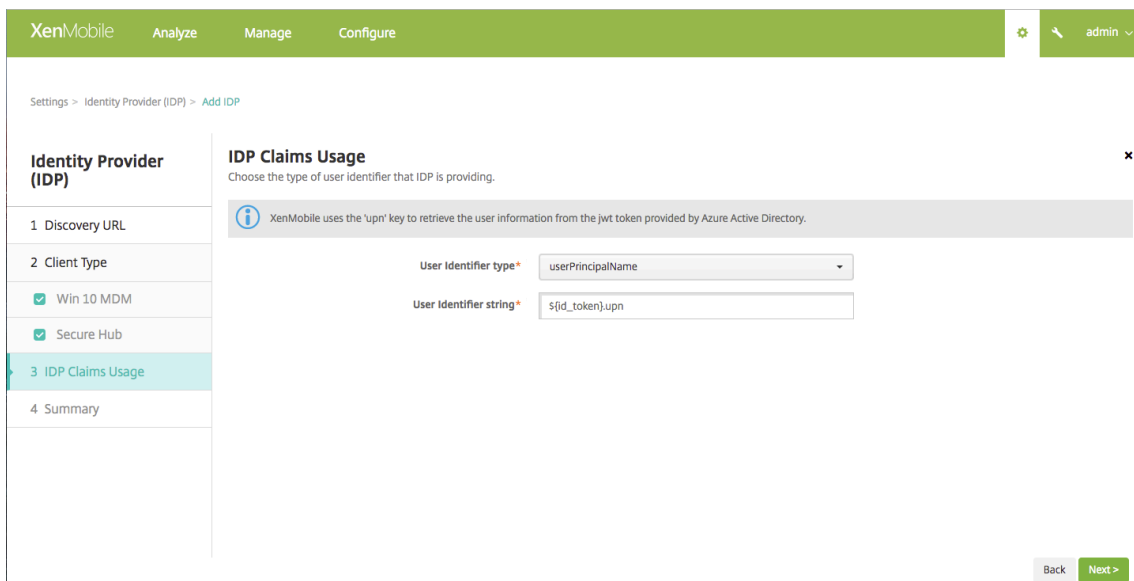 XenMobile Analyze Manage Configure admin
Settings > Identity Provider (IDP) > Add IDP
Identity Provider
(IDP)
1 Discovery URL
2 Client Type
Win 10 MDM
Secure Hub
3 IDP Claims Usage
4 Summary
IDP Claims Usage
x
Choose the type of user identifier that IDP is providing.
XenMobile uses the 'upn' key to retrieve the user information from the jwt token provided by Azure Active Directory.
User Identifier type* userPrincipalName
User Identifier string* ${id_token}.upn
Back Next >